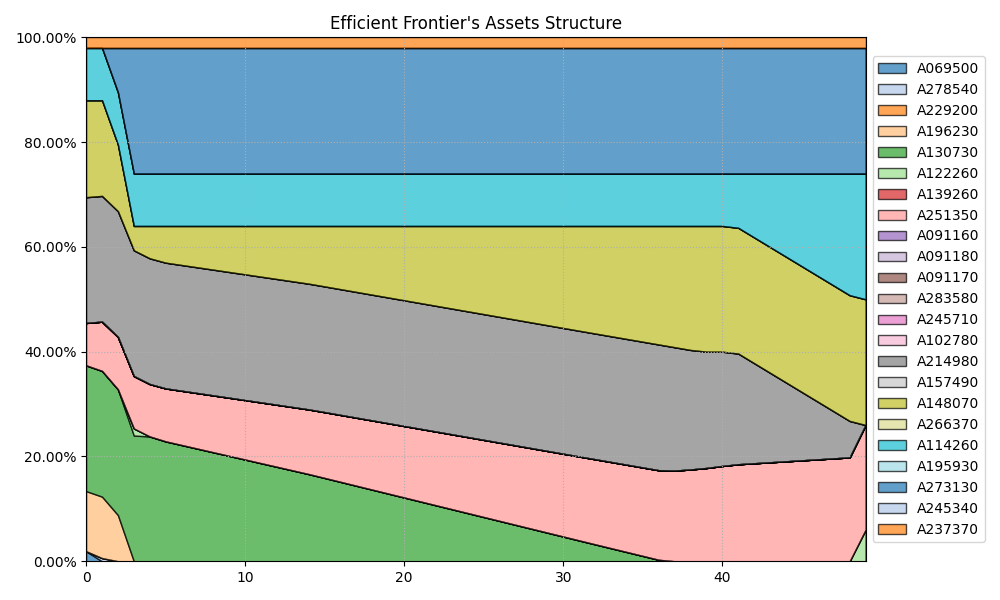 Efficient Frontier's Assets Structure
100.00%
80.00%
60.00%
40.00%
20.00%
0.00%
0
10
20
30
40
A069500
A278540
A229200
A196230
A130730
A122260
A139260
A251350
A091160
A091180
A091170
A283580
A245710
A102780
A214980
A157490
A148070
A266370
A114260
A195930
A273130
A245340
A237370